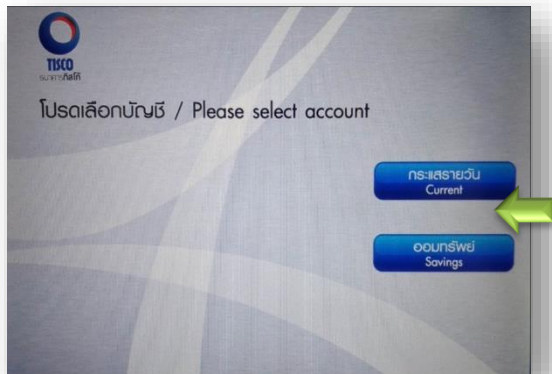 TISCO
ธนาคารทิสโก้
โปรดเลือกบัญชี / Please select account
กระแสรายวัน
Current
ออมทรัพย์
Savings